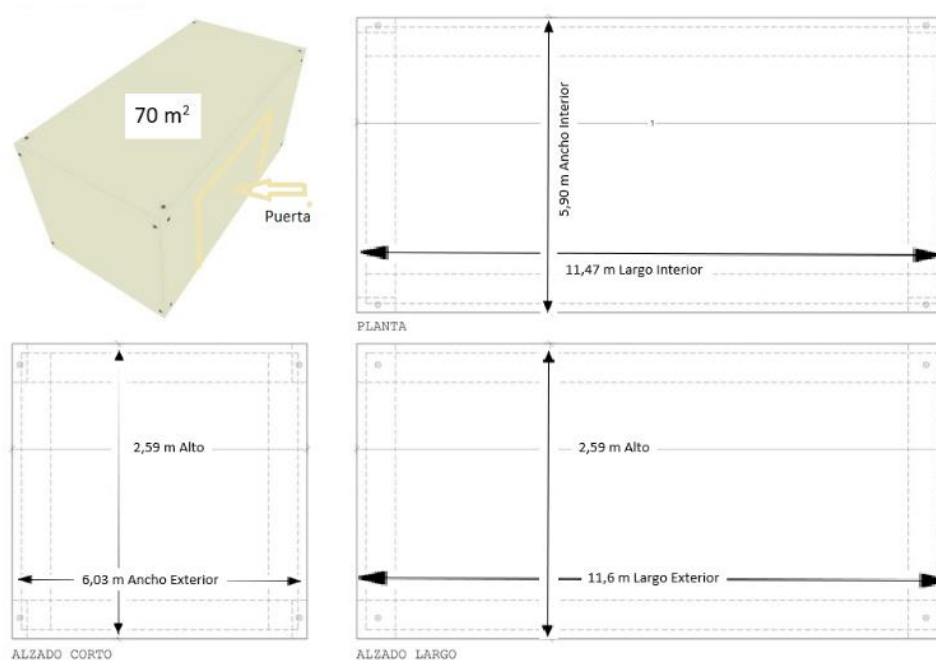 70 m²
Puerta
5,90 m Ancho Interior
1
11,47 m Largo Interior
PLANTA
2,59 m Alto
6,03 m Ancho Exterior
ALZADO CORTO
2,59 m Alto
11,6 m Largo Exterior
ALZADO LARGO